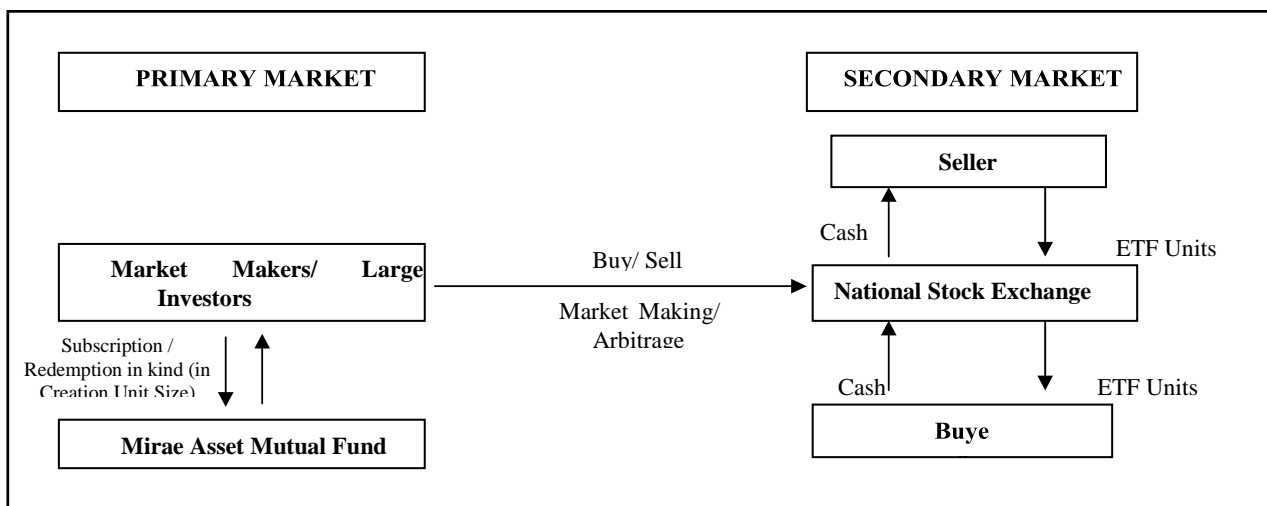 PRIMARY MARKET
SECONDARY MARKET
Seller
Cash
ETF Units
Market Makers/ Large
Investors
Buy/ Sell
Market Making/
Arbitrage
National Stock Exchange
Subscription /
Redemption in kind (in
Creation Unit Size)
Cash
ETF Units
Mirae Asset Mutual Fund
Buye